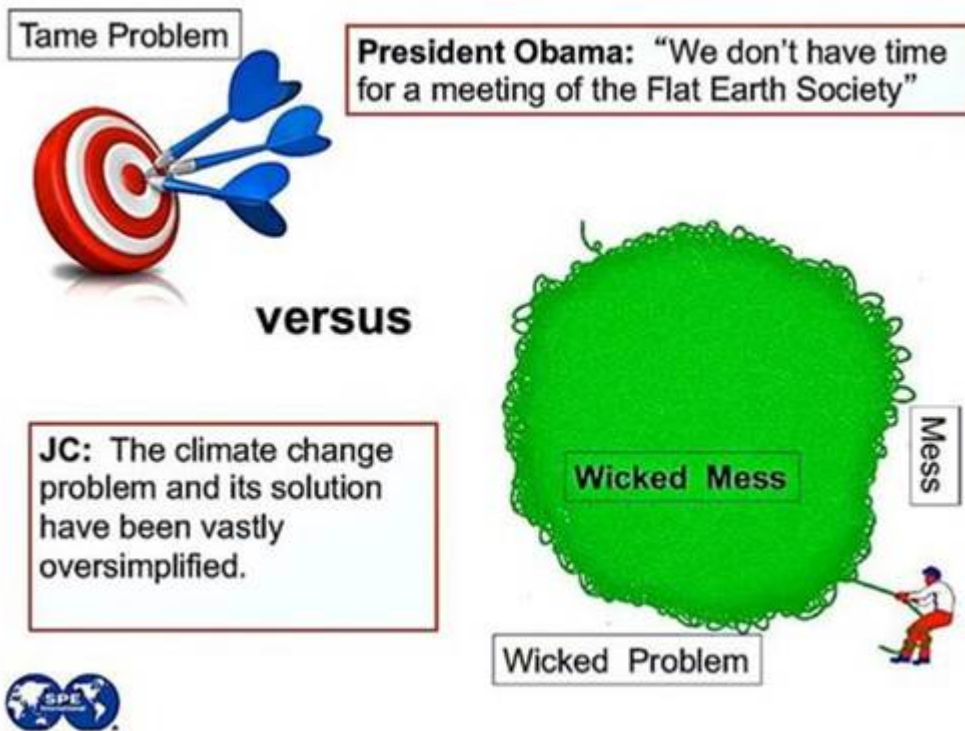 Tame Problem
President Obama: “We don’t have time
for a meeting of the Flat Earth Society”
versus
JC: The climate change
problem and its solution
have been vastly
oversimplified.
Wicked Mess
Mess
Wicked Problem
SPE
International